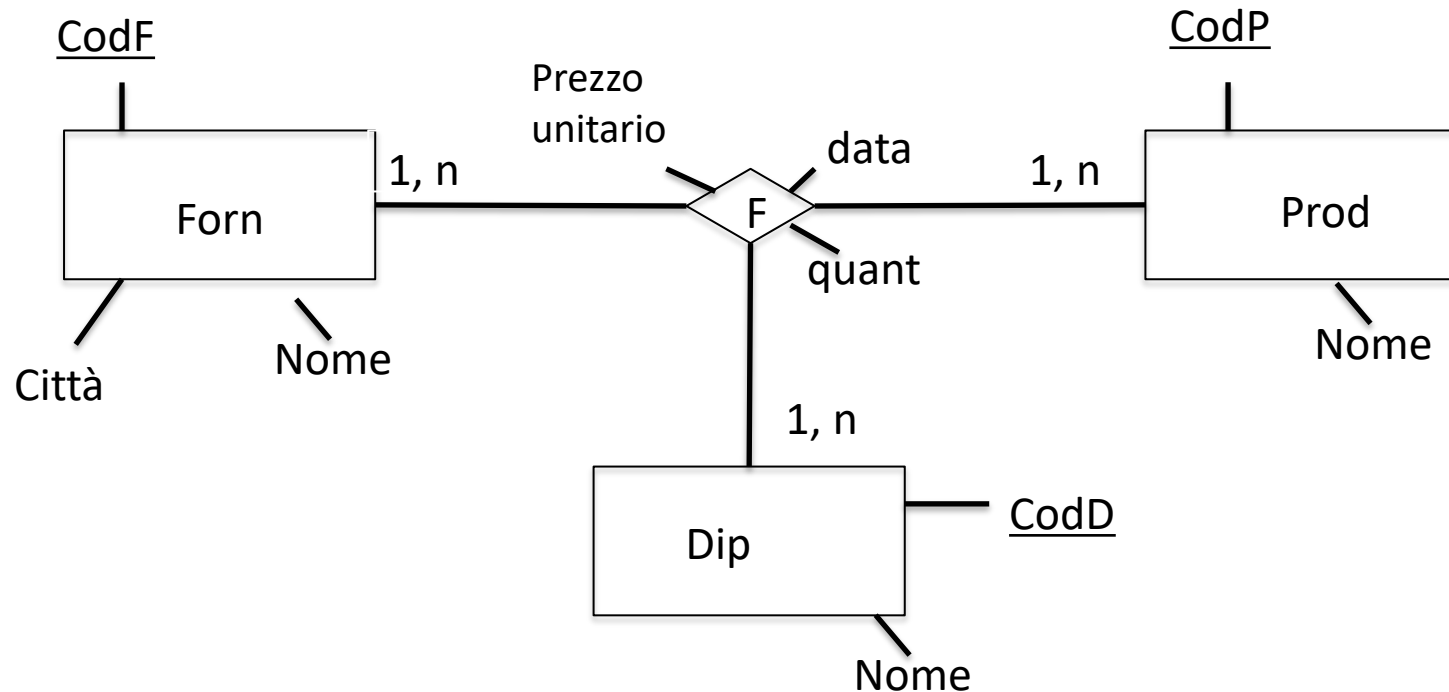 CodF
CodP
Prezzo
unitario
data
1, n
1, n
Forn
F
Prod
quant
Nome
Nome
Città
1, n
CodD
Dip
Nome